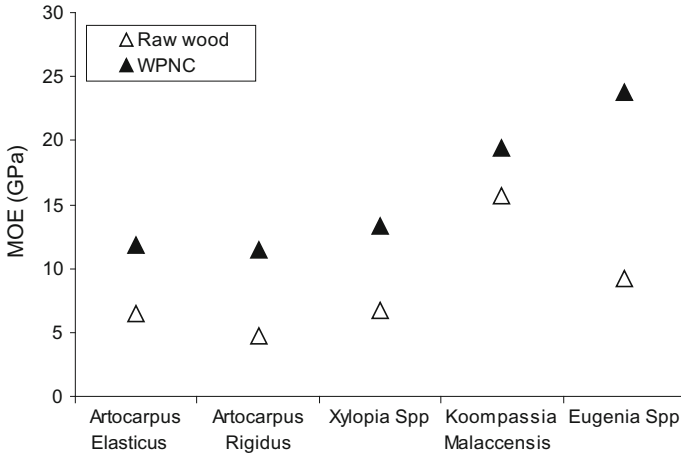 30
25
20
15
10
5
0
MOE (GPa)
Raw wood
WPNC
Artocarpus Elasticus
Artocarpus Rigidus
Xylopia Spp
Koompassia Malaccensis
Eugenia Spp